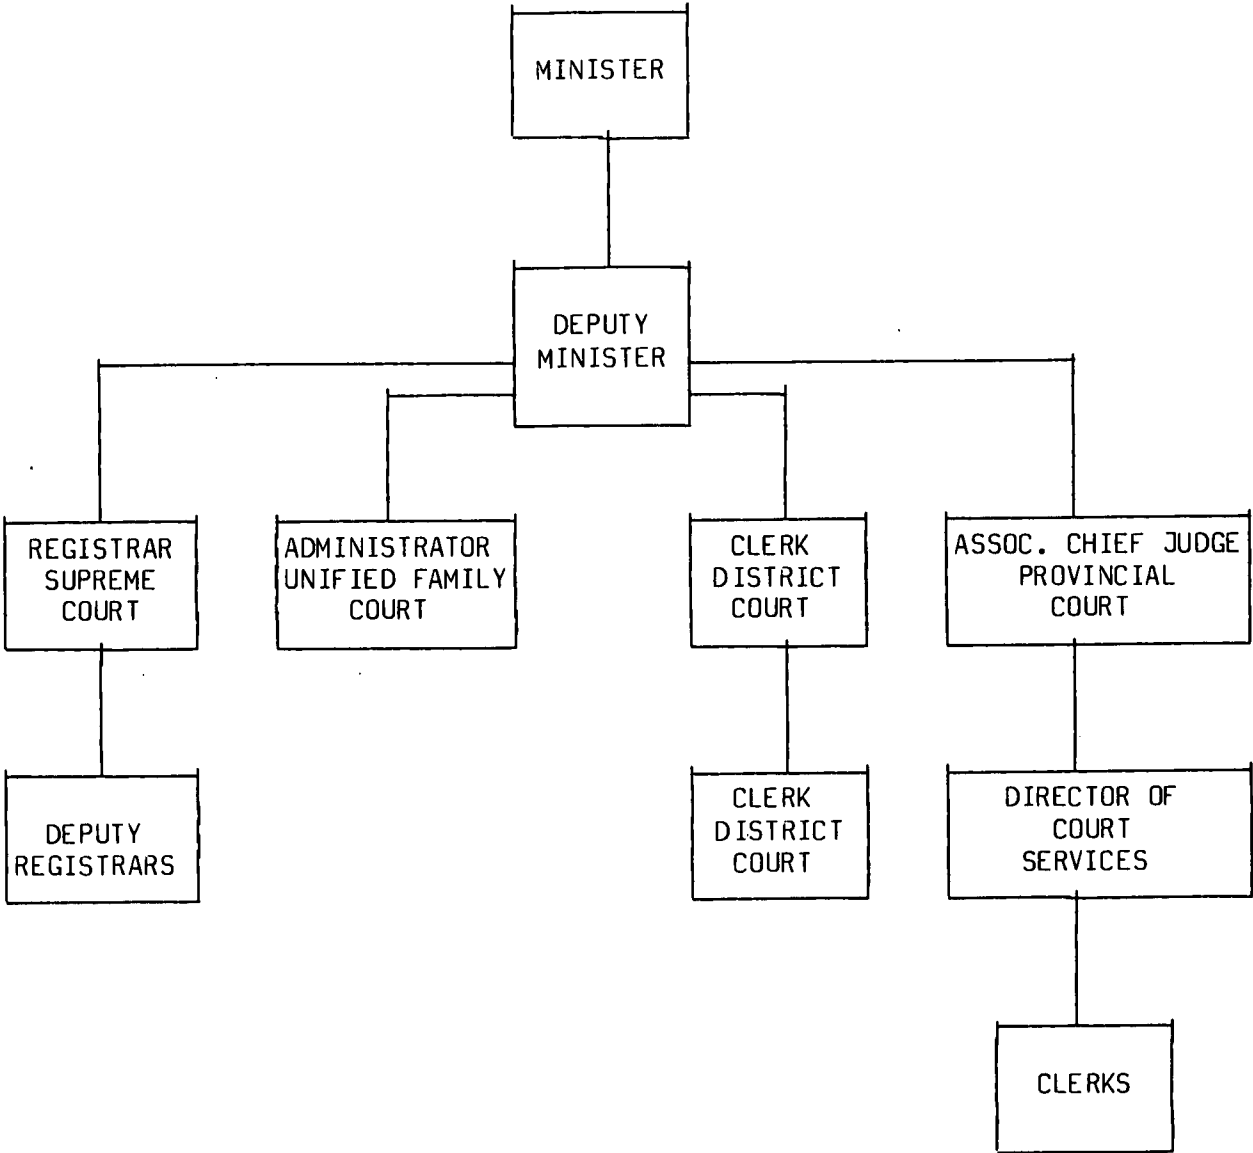 MINISTER
DEPUTY
MINISTER
REGISTRAR
SUPREME
COURT
ADMINISTRATOR
UNIFIED FAMILY
COURT
CLERK
DISTRICT
COURT
ASSOC. CHIEF JUDGE
PROVINCIAL
COURT
DEPUTY
REGISTRARS
CLERK
DISTRICT
COURT
DIRECTOR OF
COURT
SERVICES
CLERKS